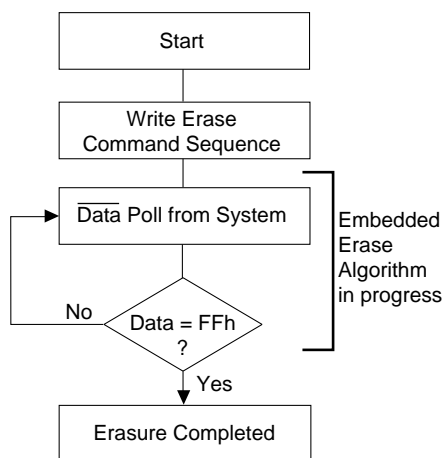 Start
Write Erase
Command Sequence
Data Poll from System
Embedded
Erase
Algorithm
in progress
No
Data = FFh
?
Yes
Erasure Completed